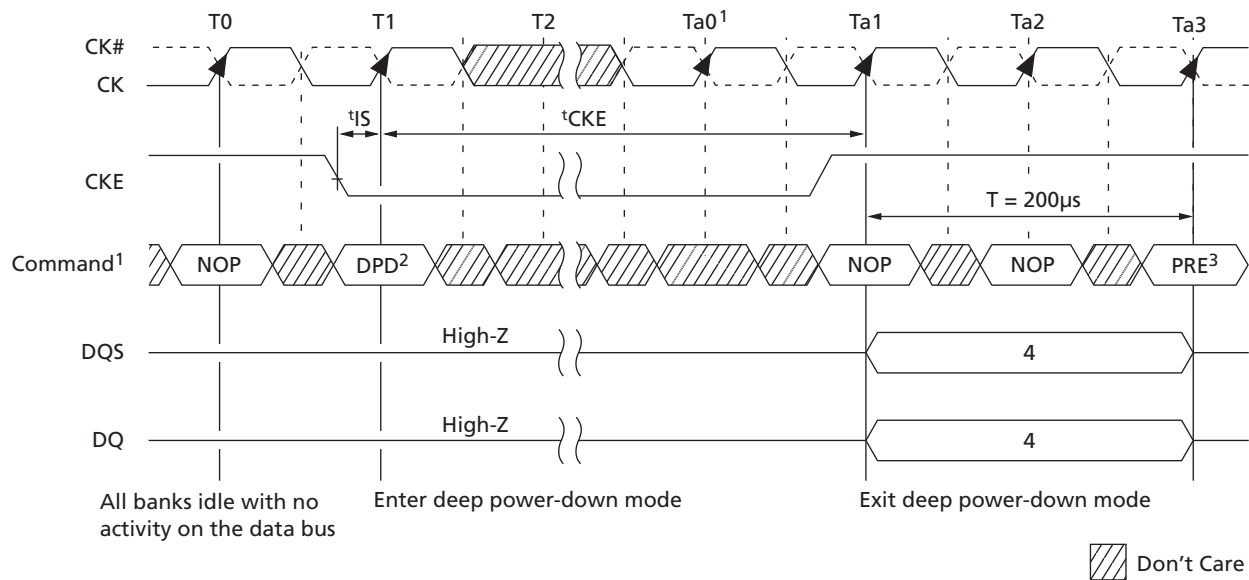 T0 T1 T2 Ta0¹ Ta1 Ta2 Ta3
CK#
CK
ᵗIS ᵗCKE
CKE
T = 200µs
Command¹ NOP DPD² NOP NOP PRE³
DQS High-Z 4
DQ High-Z 4
All banks idle with no
activity on the data bus
Enter deep power-down mode
Exit deep power-down mode
Don't Care